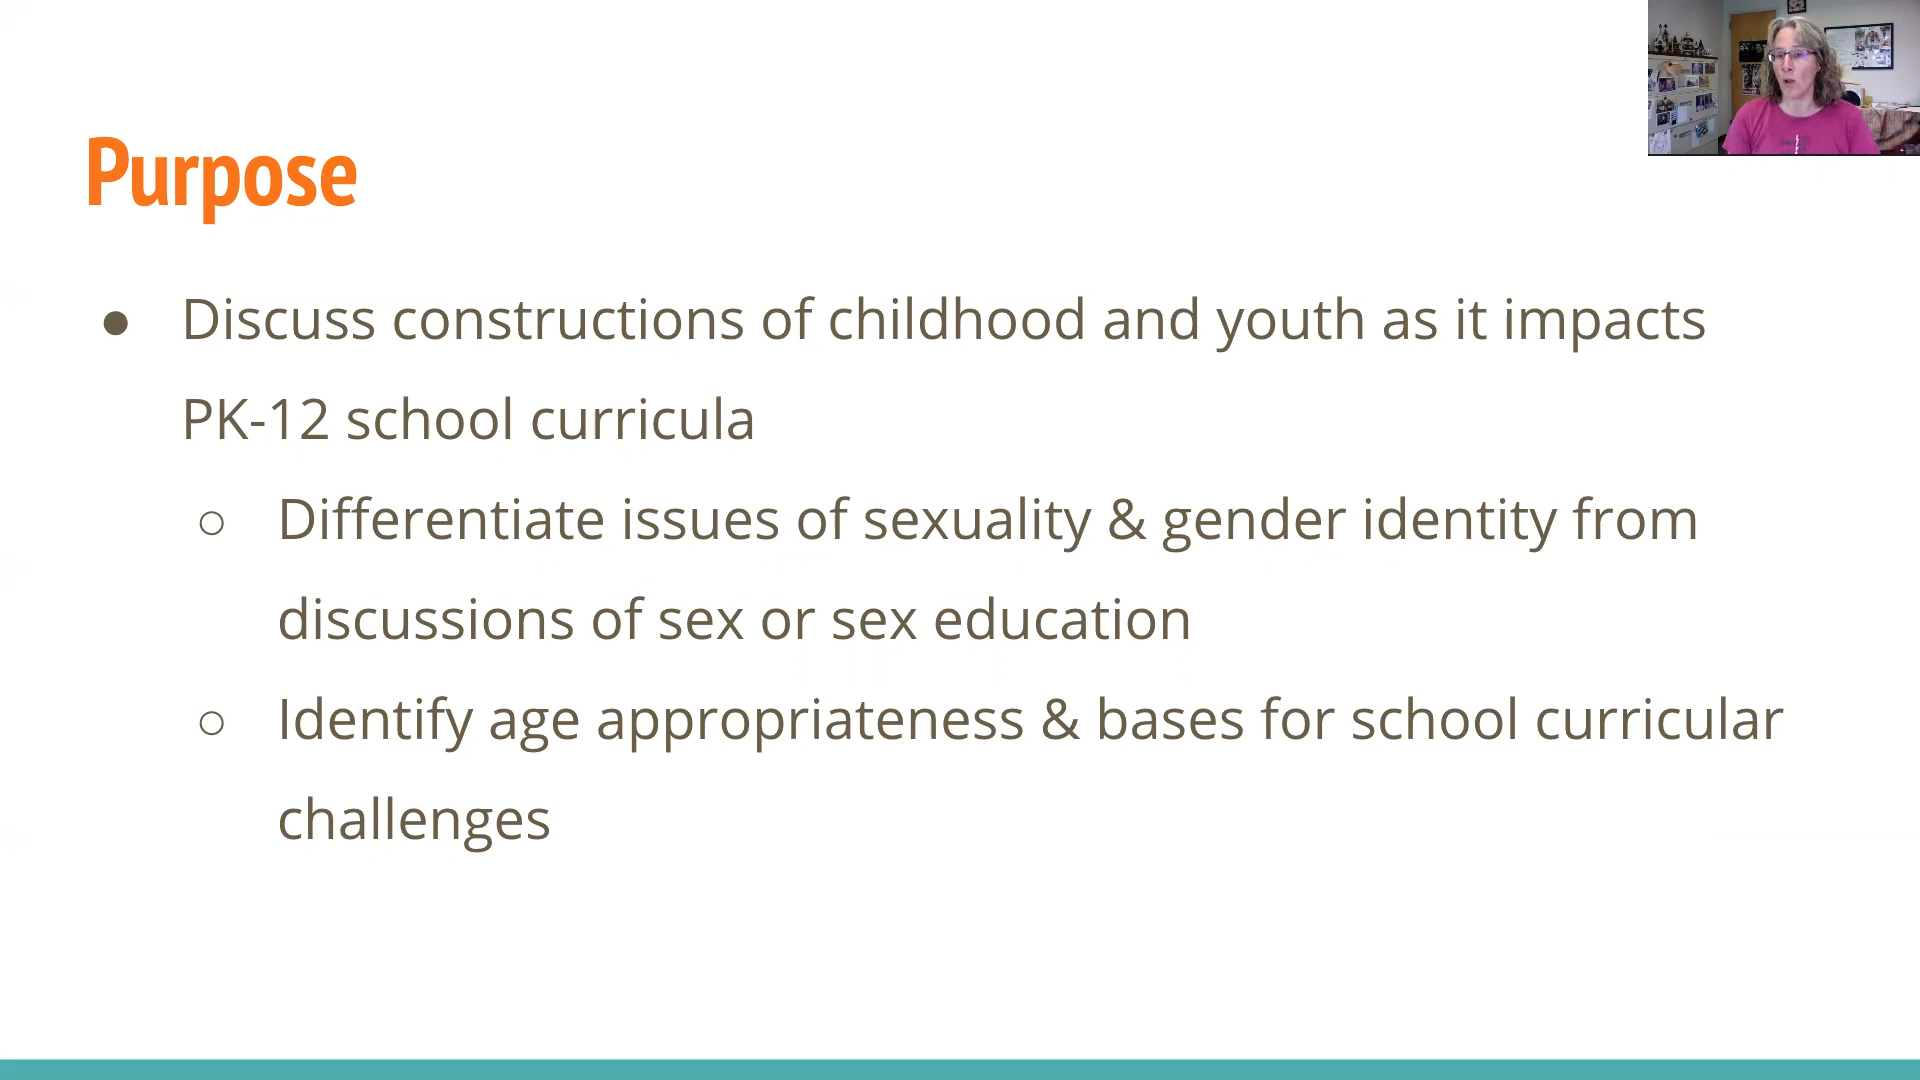 Purpose
● Discuss constructions of childhood and youth as it impacts
PK-12 school curricula
○ Differentiate issues of sexuality & gender identity from
discussions of sex or sex education
○ Identify age appropriateness & bases for school curricular
challenges